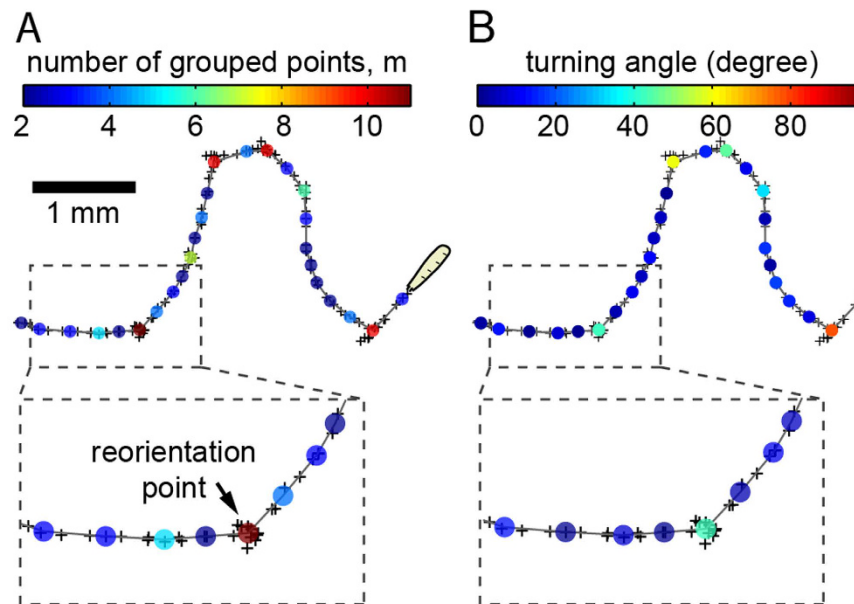 A
number of grouped points, m
2 4 6 8 10
1 mm
reorientation
point
B
turning angle (degree)
0 20 40 60 80